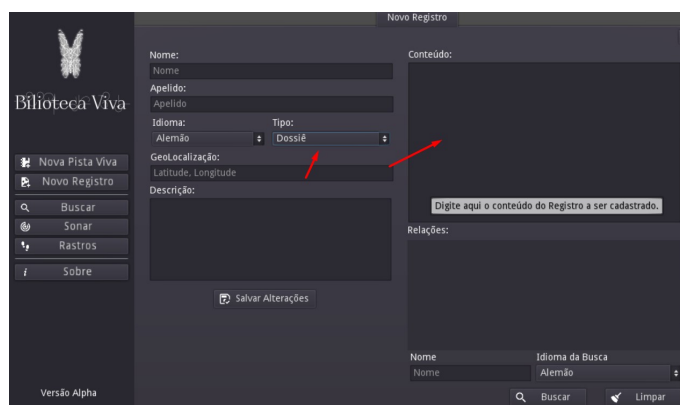 Novo Registro
Bilioteca Viva
Nova Pista Viva
Novo Registro
Buscar
Sonar
Rastros
Sobre
Versão Alpha
Nome:
Nome
Apelido:
Apelido
Idioma: Tipo:
Alemão Dossiê
GeoLocalização:
Latitude, Longitude
Descrição:
Salvar Alterações
Conteúdo:
Digite aqui o conteúdo do Registro a ser cadastrado.
Relações:
Nome Idioma da Busca
Nome Alemão
Buscar Limpar